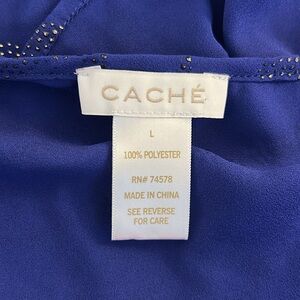 CACHÉ
L
100% POLYESTER
RN# 74578
MADE IN CHINA
SEE REVERSE
FOR CARE